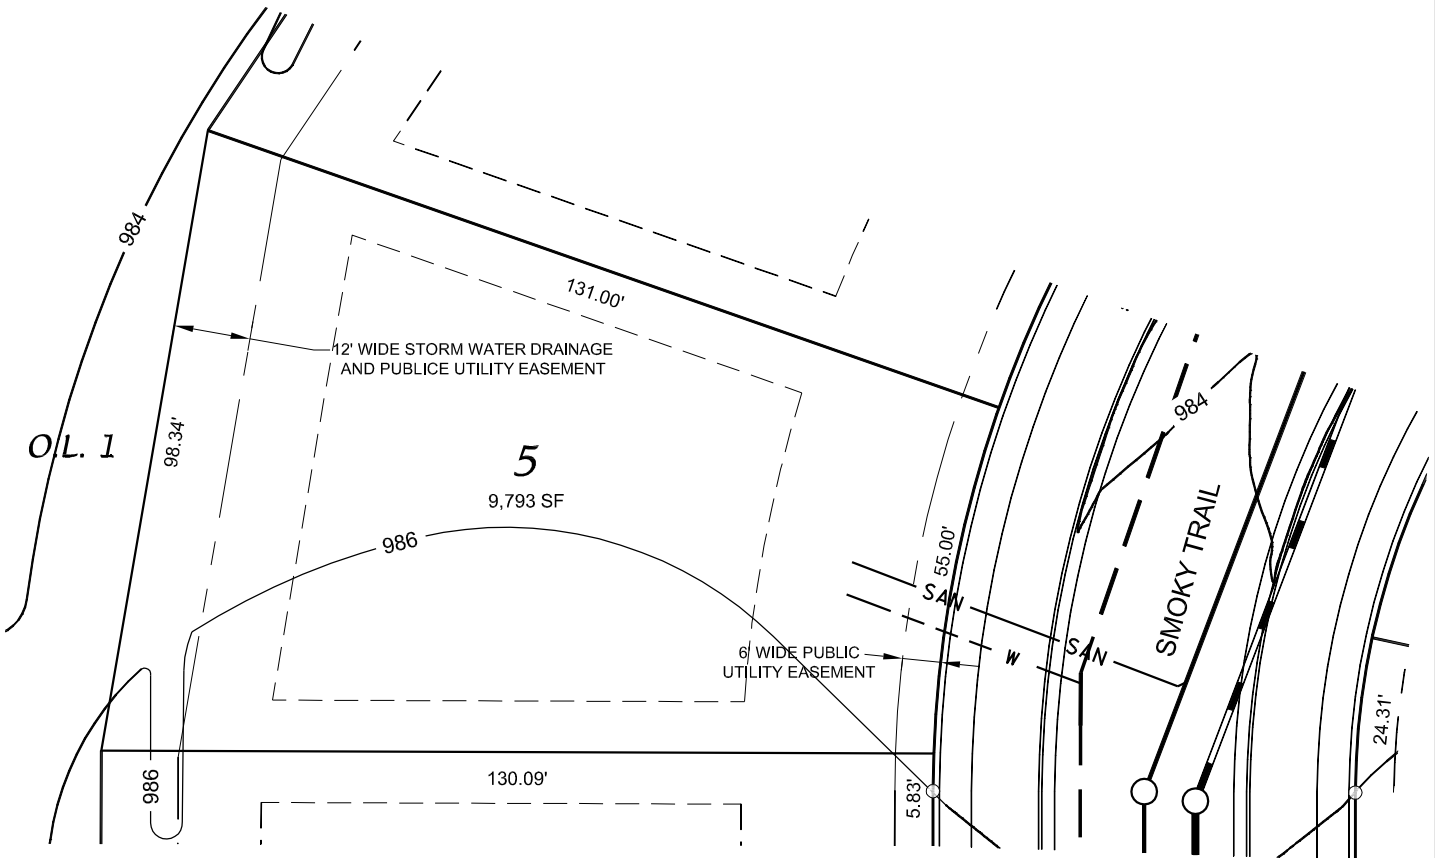 984
131.00'
12' WIDE STORM WATER DRAINAGE
AND PUBLICE UTILITY EASEMENT
984
98.34'
O.L. 1
5
9,793 SF
986
55.00'
SMOKY TRAIL
SAN
SAN
W
6' WIDE PUBLIC
UTILITY EASEMENT
24.31'
986
130.09'
5.83'